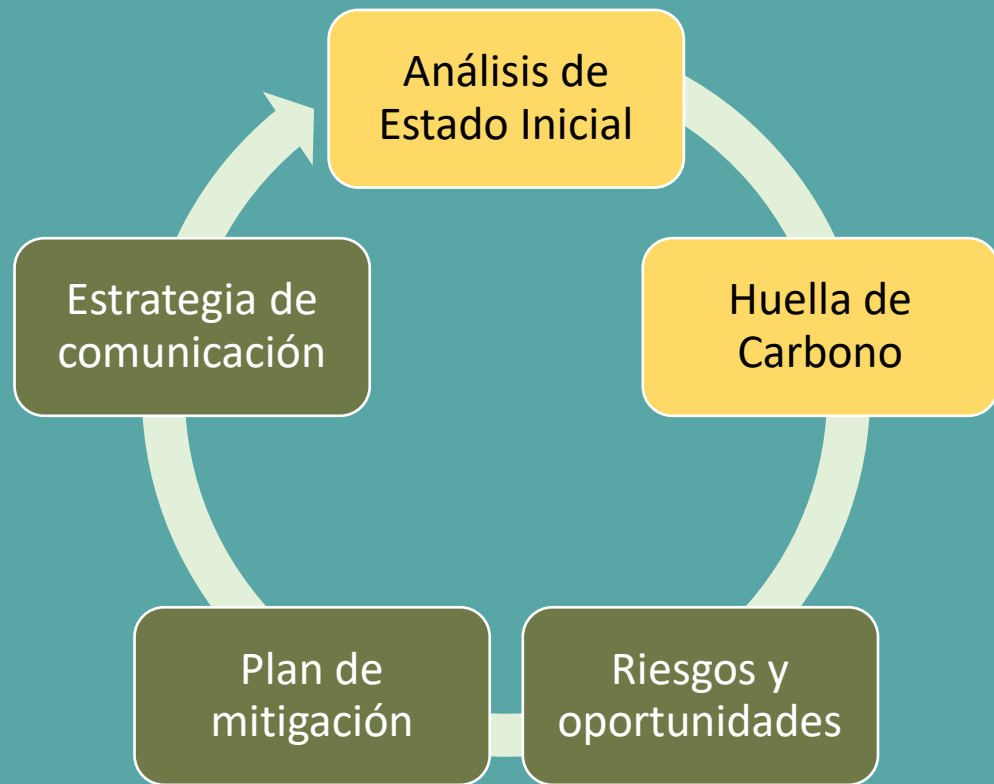 Análisis de
Estado Inicial
Huella de
Carbono
Riesgos y
oportunidades
Plan de
mitigación
Estrategia de
comunicación